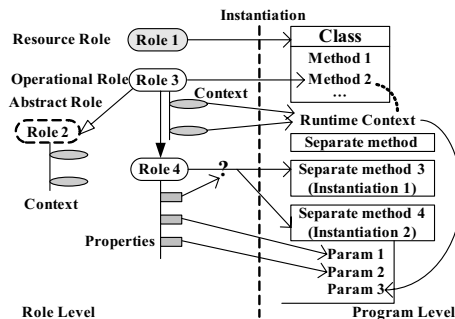 Instantiation
Resource Role
Role 1
Class
Method 1
Method 2
...
Operational Role
Role 3
Abstract Role
Role 2
Context
Context
Runtime Context
Separate method
Role 4
?
Separate method 3
(Instantiation 1)
Separate method 4
(Instantiation 2)
Properties
Param 1
Param 2
Param 3
Role Level
Program Level